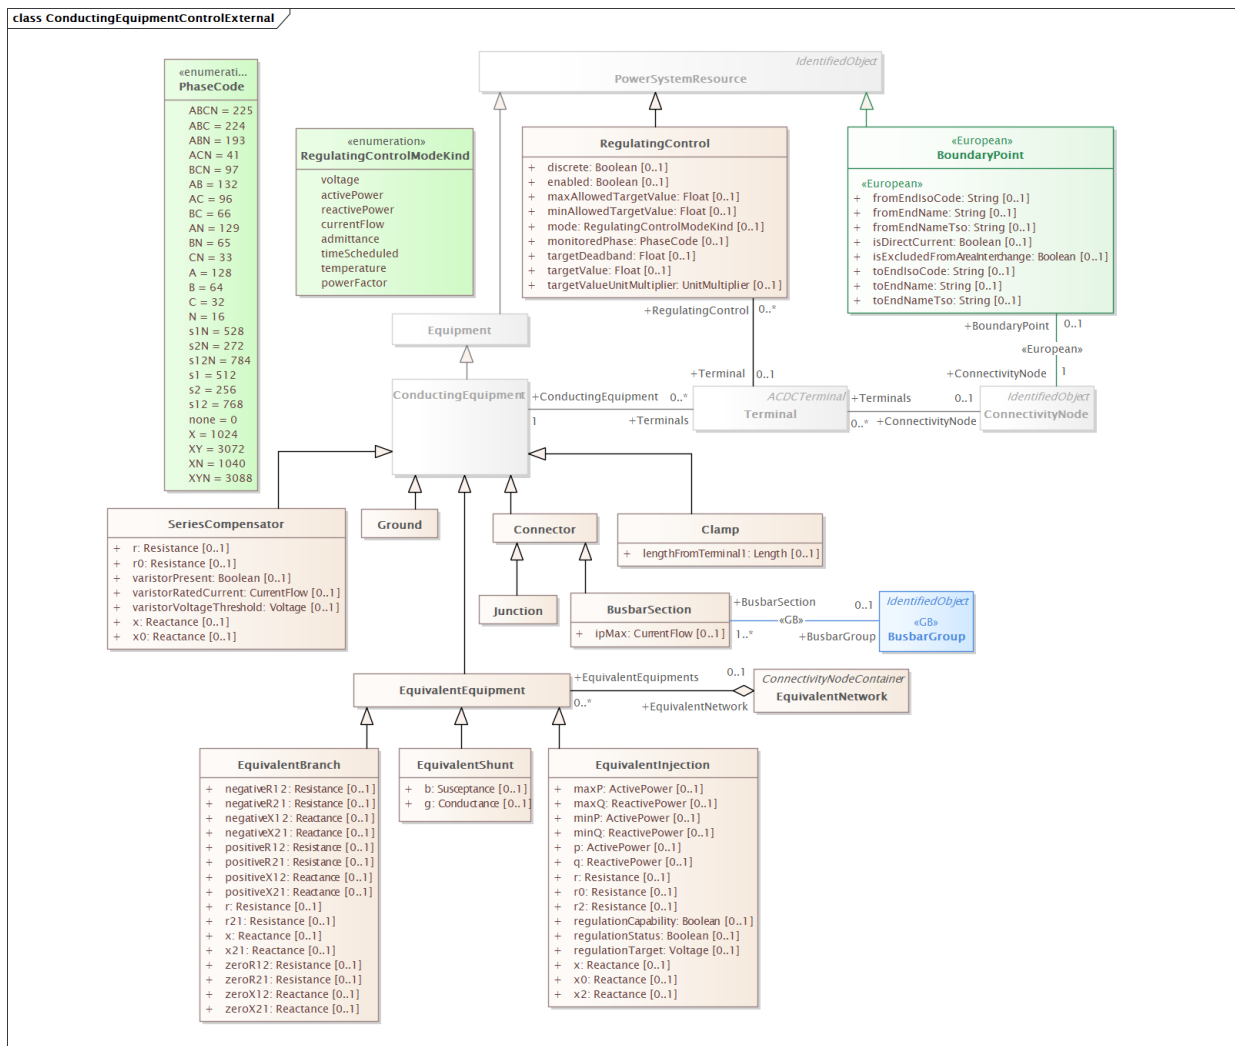 class ConductingEquipmentControlExternal
«enumerati...
PhaseCode
ABCN = 225
ABC = 224
ABN = 193
ACN = 41
BCN = 97
AB = 132
AC = 96
BC = 66
AN = 129
BN = 65
CN = 33
A = 128
B = 64
C = 32
N = 16
s1N = 528
s2N = 272
s12N = 784
s1 = 512
s2 = 256
s12 = 768
none = 0
X = 1024
XY = 3072
XN = 1040
XYN = 3088
«enumeration»
RegulatingControlModeKind
voltage
activePower
reactivePower
currentFlow
admittance
timeScheduled
temperature
powerFactor
IdentifiedObject
PowerSystemResource
RegulatingControl
+ discrete: Boolean [0..1]
+ enabled: Boolean [0..1]
+ maxAllowedTargetValue: Float [0..1]
+ minAllowedTargetValue: Float [0..1]
+ mode: RegulatingControlModeKind [0..1]
+ monitoredPhase: PhaseCode [0..1]
+ targetDeadband: Float [0..1]
+ targetValue: Float [0..1]
+ targetValueUnitMultiplier: UnitMultiplier [0..1]
«European»
BoundaryPoint
«European»
+ fromEndIsoCode: String [0..1]
+ fromEndName: String [0..1]
+ fromEndNameTso: String [0..1]
+ isDirectCurrent: Boolean [0..1]
+ isExcludedFromAreaInterchange: Boolean [0..1]
+ toEndIsoCode: String [0..1]
+ toEndName: String [0..1]
+ toEndNameTso: String [0..1]
+RegulatingControl 0..*
+BoundaryPoint 0..1
«European»
Equipment
+Terminal 0..1
+ConnectivityNode 1
ConductingEquipment
+ConductingEquipment 0..*
1 +Terminals
ACDCTerminal
Terminal
+Terminals 0..1
0..* +ConnectivityNode
IdentifiedObject
ConnectivityNode
SeriesCompensator
+ r: Resistance [0..1]
+ r0: Resistance [0..1]
+ varistorPresent: Boolean [0..1]
+ varistorRatedCurrent: CurrentFlow [0..1]
+ varistorVoltageThreshold: Voltage [0..1]
+ x: Reactance [0..1]
+ x0: Reactance [0..1]
Ground
Connector
Clamp
+ lengthFromTerminal1: Length [0..1]
Junction
BusbarSection
+ ipMax: CurrentFlow [0..1]
+BusbarSection 0..1
«GB»
1..* +BusbarGroup
IdentifiedObject
«GB»
BusbarGroup
EquivalentEquipment
+EquivalentEquipments 0..1
0..* +EquivalentNetwork
ConnectivityNodeContainer
EquivalentNetwork
EquivalentBranch
+ negativeR12: Resistance [0..1]
+ negativeR21: Resistance [0..1]
+ negativeX12: Reactance [0..1]
+ negativeX21: Reactance [0..1]
+ positiveR12: Resistance [0..1]
+ positiveR21: Resistance [0..1]
+ positiveX12: Reactance [0..1]
+ positiveX21: Reactance [0..1]
+ r: Resistance [0..1]
+ r21: Resistance [0..1]
+ x: Reactance [0..1]
+ x21: Reactance [0..1]
+ zeroR12: Resistance [0..1]
+ zeroR21: Resistance [0..1]
+ zeroX12: Reactance [0..1]
+ zeroX21: Reactance [0..1]
EquivalentShunt
+ b: Susceptance [0..1]
+ g: Conductance [0..1]
EquivalentInjection
+ maxP: ActivePower [0..1]
+ maxQ: ReactivePower [0..1]
+ minP: ActivePower [0..1]
+ minQ: ReactivePower [0..1]
+ p: ActivePower [0..1]
+ q: ReactivePower [0..1]
+ r: Resistance [0..1]
+ r0: Resistance [0..1]
+ r2: Resistance [0..1]
+ regulationCapability: Boolean [0..1]
+ regulationStatus: Boolean [0..1]
+ regulationTarget: Voltage [0..1]
+ x: Reactance [0..1]
+ x0: Reactance [0..1]
+ x2: Reactance [0..1]